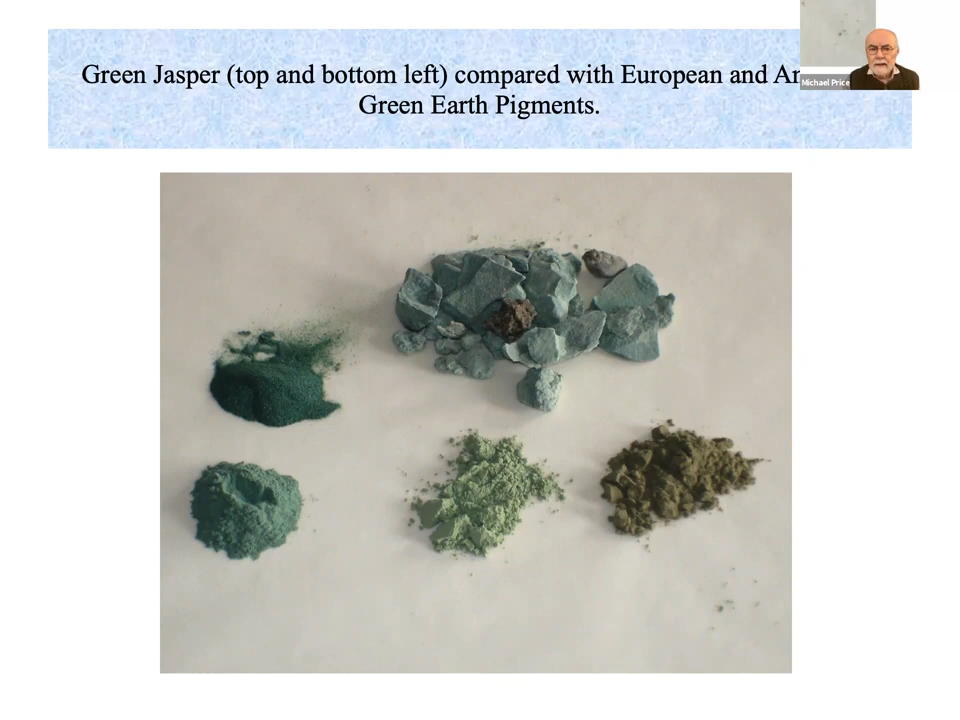 Green Jasper (top and bottom left) compared with European and
Green Earth Pigments.
Michael Price